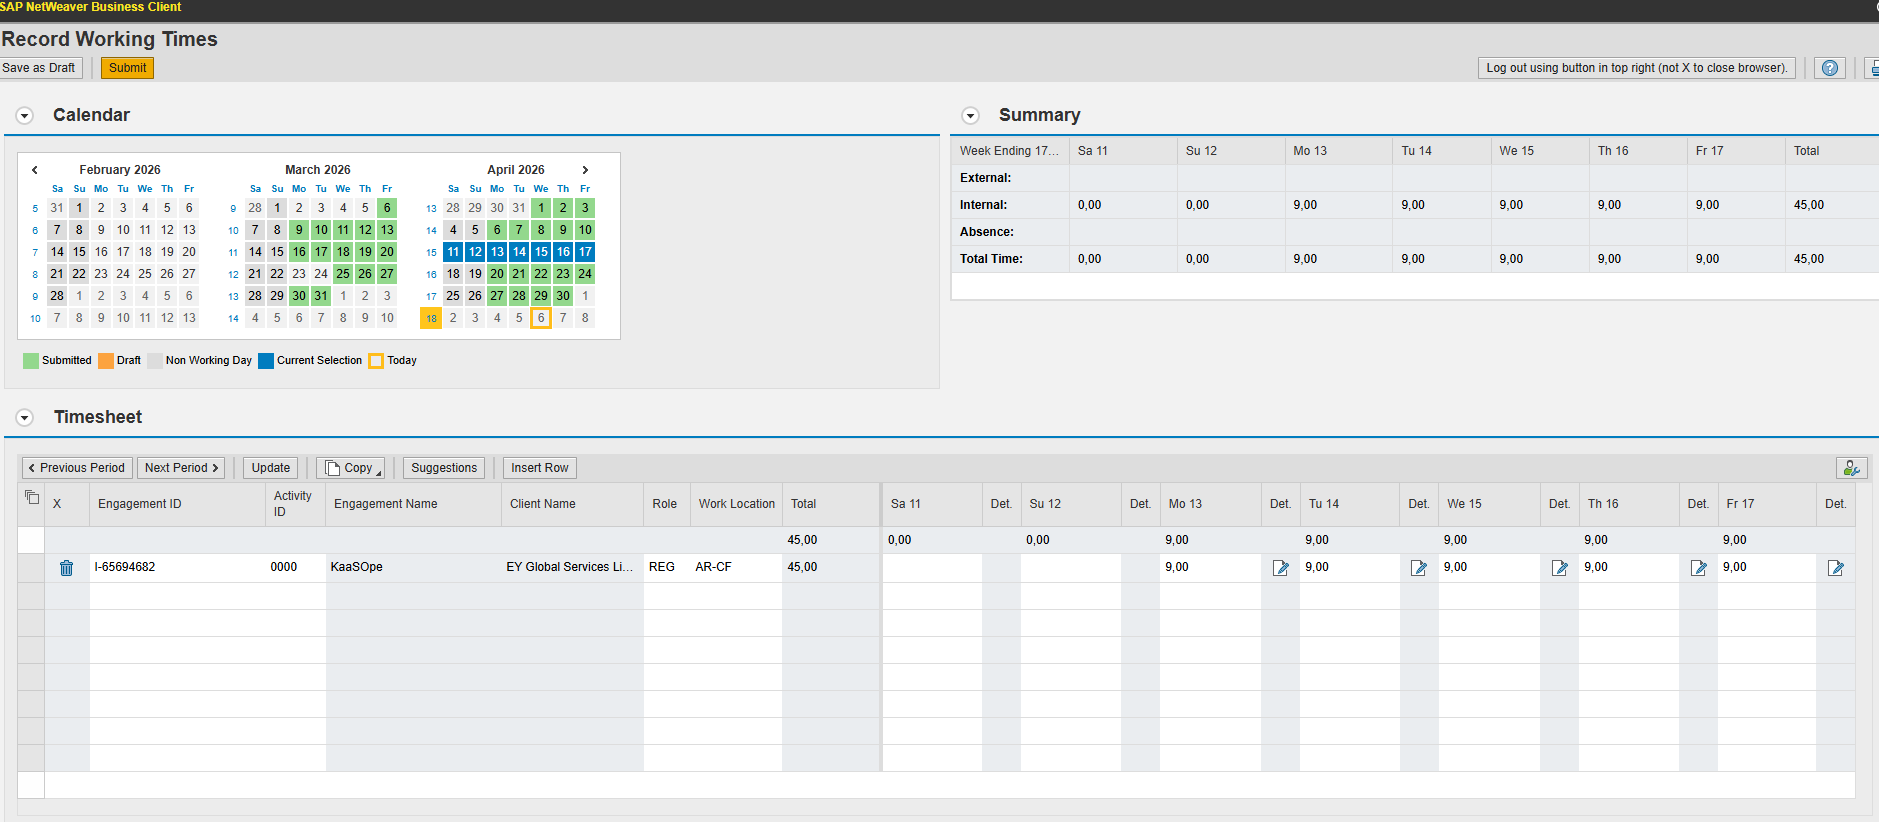 SAP NetWeaver Business Client
Record Working Times
Save as Draft Submit Log out using button in top right (not X to close browser). ?
Calendar
February 2026 March 2026 April 2026
Sa Su Mo Tu We Th Fr Sa Su Mo Tu We Th Fr Sa Su Mo Tu We Th Fr
5 31 1 2 3 4 5 6 9 28 1 2 3 4 5 6 13 28 29 30 31 1 2 3
6 7 8 9 10 11 12 13 10 7 8 9 10 11 12 13 14 4 5 6 7 8 9 10
7 14 15 16 17 18 19 20 11 14 15 16 17 18 19 20 15 11 12 13 14 15 16 17
8 21 22 23 24 25 26 27 12 21 22 23 24 25 26 27 16 18 19 20 21 22 23 24
9 28 1 2 3 4 5 6 13 28 29 30 31 1 2 3 17 25 26 27 28 29 30 1
10 7 8 9 10 11 12 13 14 4 5 6 7 8 9 10 18 2 3 4 5 6 7 8
Submitted Draft Non Working Day Current Selection Today
Summary
Week Ending 17... Sa 11 Su 12 Mo 13 Tu 14 We 15 Th 16 Fr 17 Total
External:
Internal: 0,00 0,00 9,00 9,00 9,00 9,00 9,00 45,00
Absence:
Total Time: 0,00 0,00 9,00 9,00 9,00 9,00 9,00 45,00
Timesheet
Previous Period Next Period Update Copy Suggestions Insert Row
X Engagement ID Activity ID Engagement Name Client Name Role Work Location Total Sa 11 Det. Su 12 Det. Mo 13 Det. Tu 14 Det. We 15 Det. Th 16 Det. Fr 17 Det.
45,00 0,00 0,00 9,00 9,00 9,00 9,00 9,00
I-65694682 0000 KaaSOpe EY Global Services Li... REG AR-CF 45,00 9,00 9,00 9,00 9,00 9,00